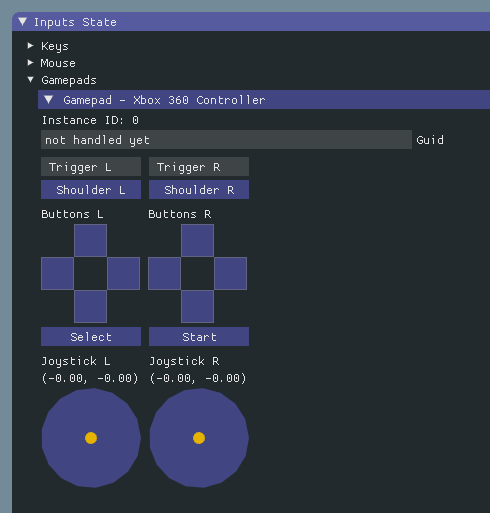 Inputs State
Keys
Mouse
Gamepads
Gamepad - Xbox 360 Controller
Instance ID: 0
not handled yet Guid
Trigger L Trigger R
Shoulder L Shoulder R
Buttons L Buttons R
Select Start
Joystick L Joystick R
(-0.00, -0.00) (-0.00, -0.00)